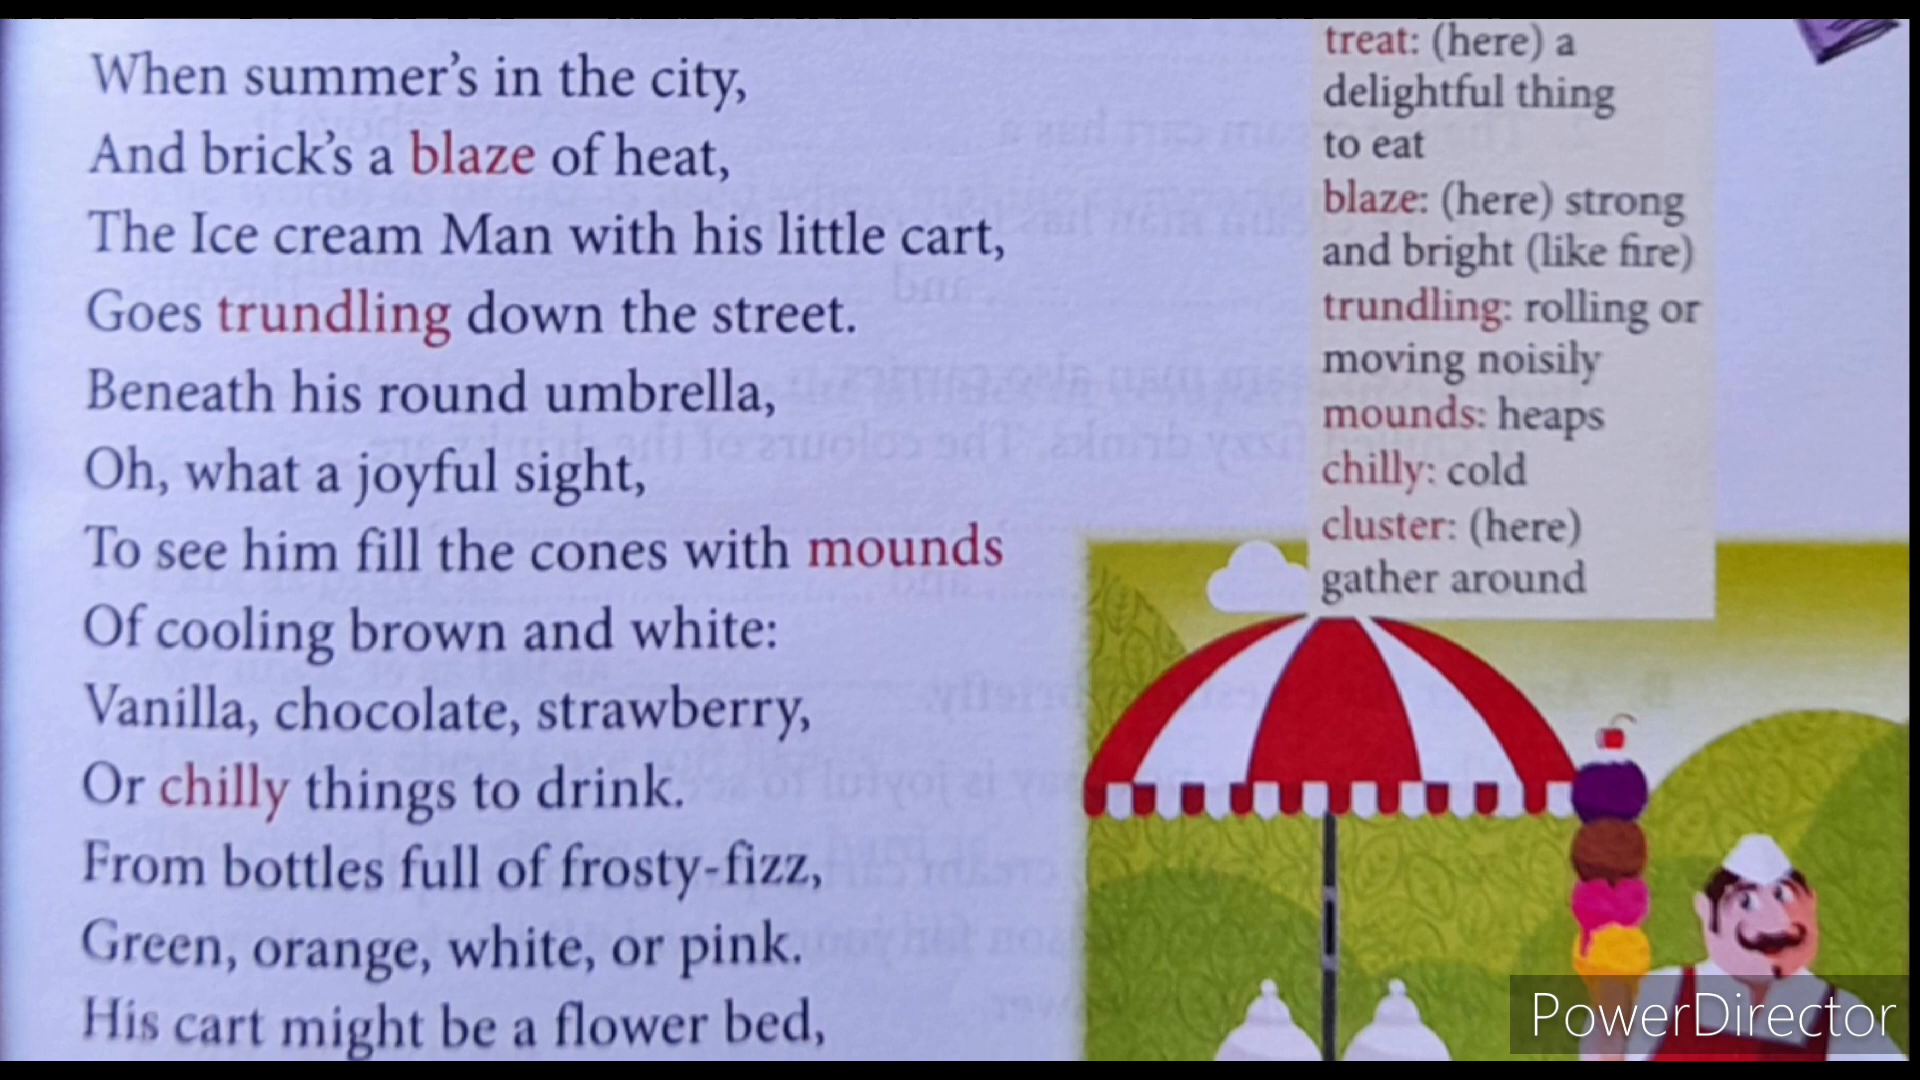 When summer's in the city,
And brick's a blaze of heat,
The Ice cream Man with his little cart,
Goes trundling down the street.
Beneath his round umbrella,
Oh, what a joyful sight,
To see him fill the cones with mounds
Of cooling brown and white:
Vanilla, chocolate, strawberry,
Or chilly things to drink.
From bottles full of frosty-fizz,
Green, orange, white, or pink.
His cart might be a flower bed,
treat: (here) a
delightful thing
to eat
blaze: (here) strong
and bright (like fire)
trundling: rolling or
moving noisily
mounds: heaps
chilly: cold
cluster: (here)
gather around
PowerDirector